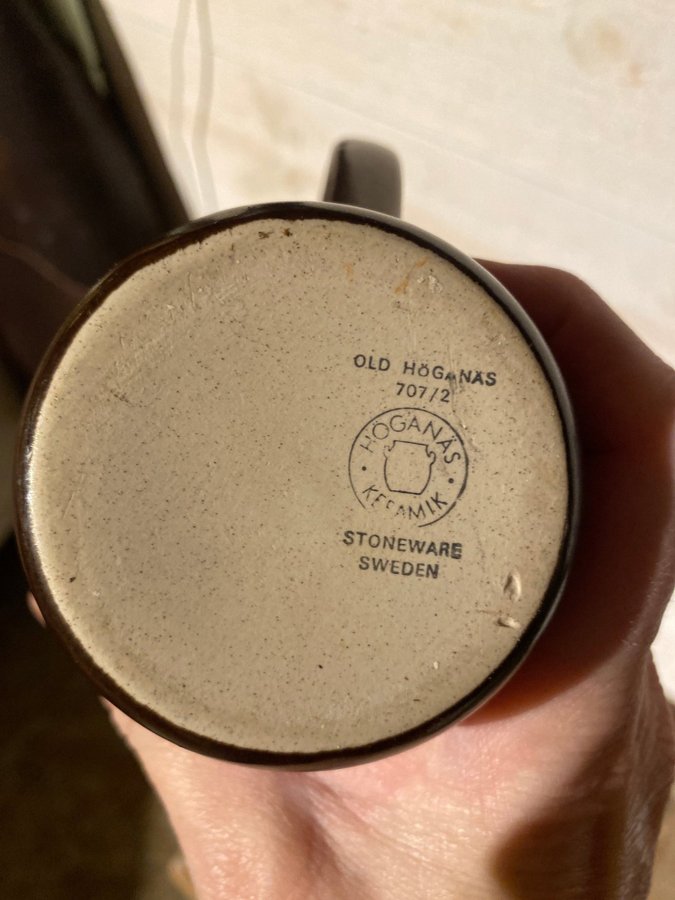 OLD HÖGANÄS
707/2
HÖGANÄS
KERAMIK
STONEWARE
SWEDEN